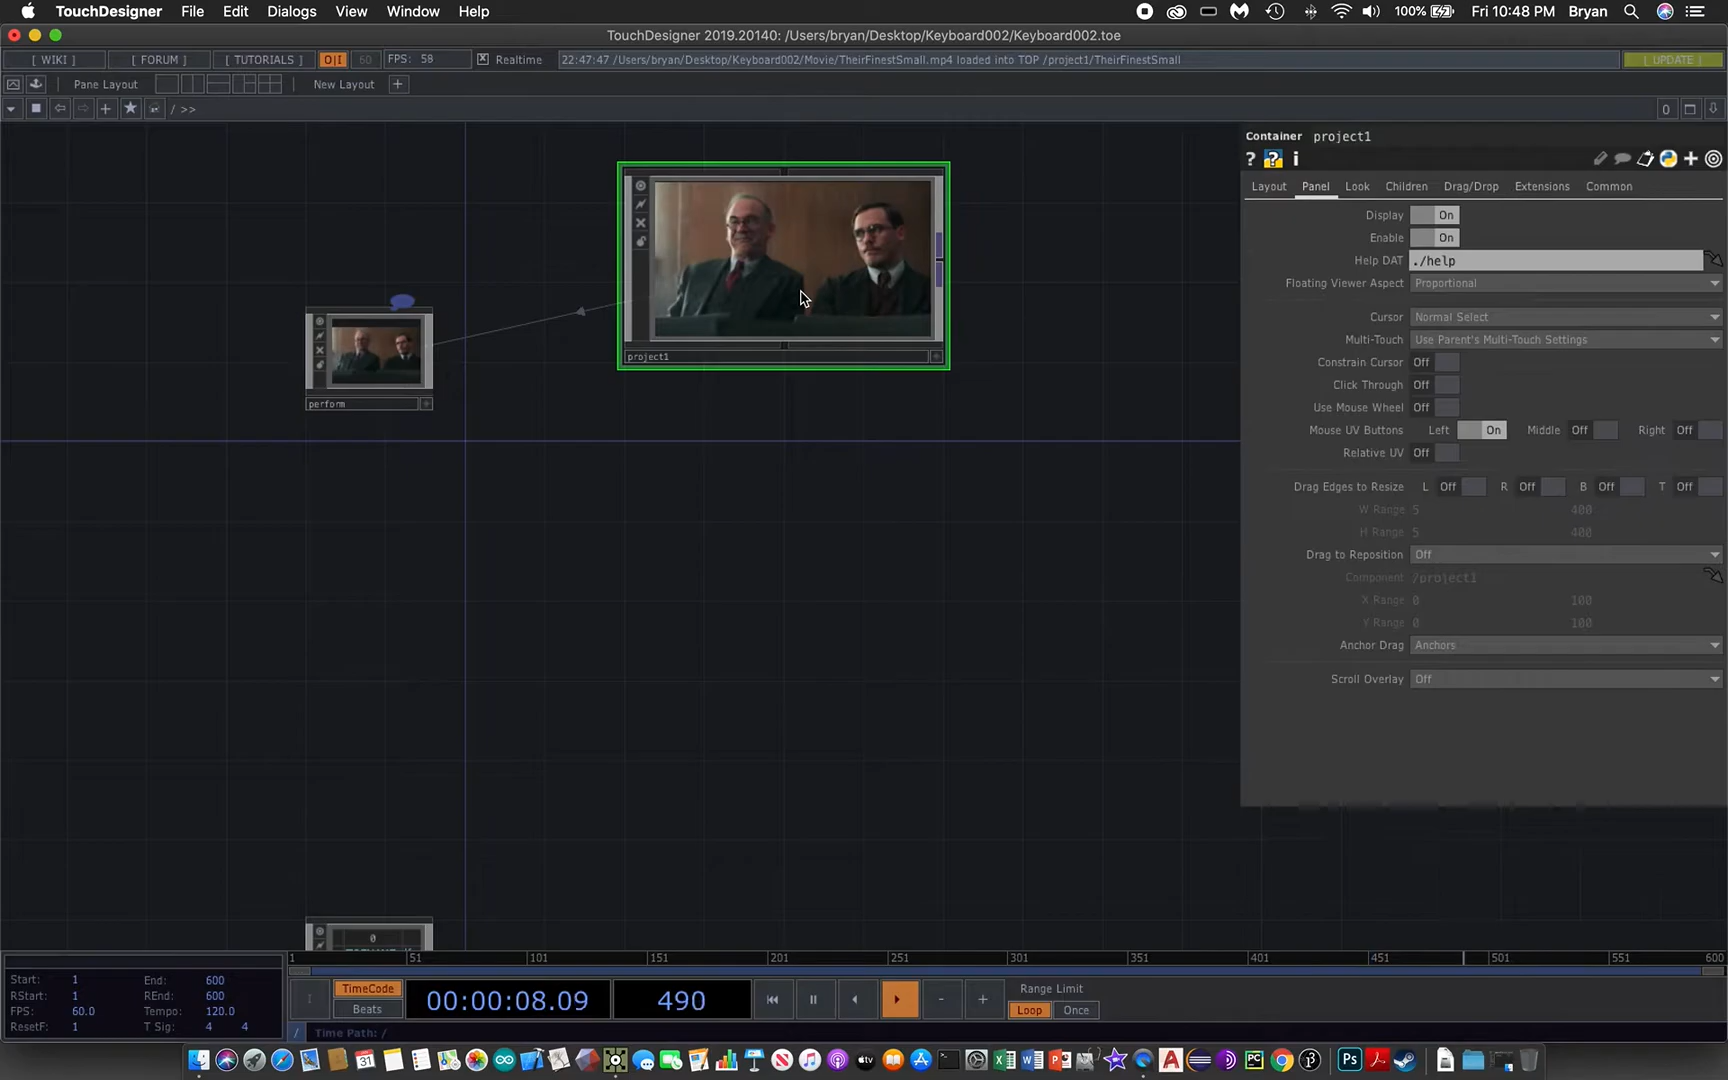 TouchDesigner File Edit Dialogs View Window Help 100% Fri 10:48 PM Bryan
TouchDesigner 2019.20140: /Users/bryan/Desktop/Keyboard002/Keyboard002.toe
[ WIKI ] [ FORUM ] [ TUTORIALS ] O|I 60 FPS: 58 Realtime 22:47:47 /Users/bryan/Desktop/Keyboard002/Movie/TheirFinestSmall.mp4 loaded into TOP /project1/TheirFinestSmall [ UPDATE ]
Pane Layout New Layout +
/ >> 0
Container project1
? ? i
Layout Panel Look Children Drag/Drop Extensions Common
Display On
Enable On
Help DAT ./help
Floating Viewer Aspect Proportional
Cursor Normal Select
Multi-Touch Use Parent's Multi-Touch Settings
Constrain Cursor Off
Click Through Off
Use Mouse Wheel Off
Mouse UV Buttons Left On Middle Off Right Off
Relative UV Off
Drag Edges to Resize L Off R Off B Off T Off
W Range 5 400
H Range 5 400
Drag to Reposition Off
Component /project1
X Range 0 100
Y Range 0 100
Anchor Drag Anchors
Scroll Overlay Off
project1
perform
0
1 51 101 151 201 251 301 351 401 451 501 551 600
Start: 1 End: 600
RStart: 1 REnd: 600
FPS: 60.0 Tempo: 120.0
ResetF: 1 T Sig: 4 4
TimeCode
Beats
00:00:08.09 490
Range Limit
Loop Once
/ Time Path: /